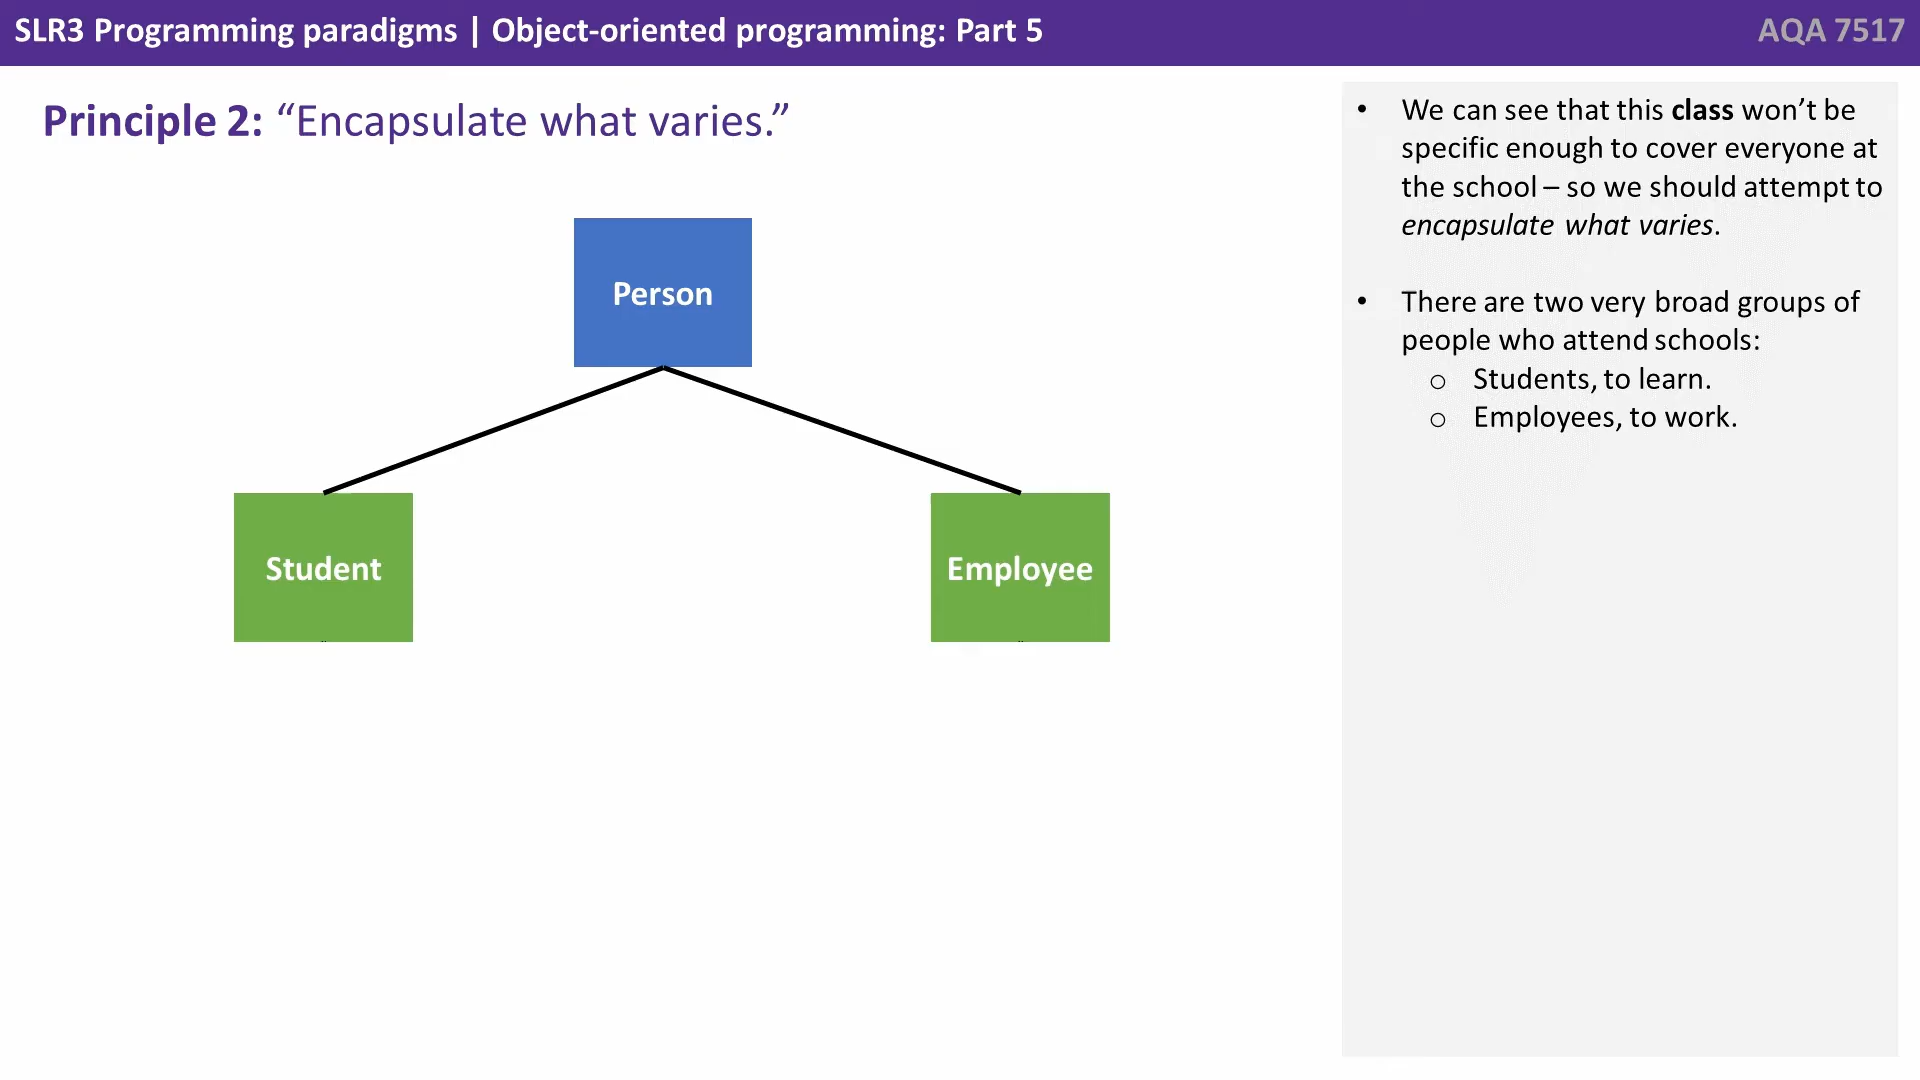 SLR3 Programming paradigms | Object-oriented programming: Part 5
AQA 7517
Principle 2: “Encapsulate what varies.”
Person
Student
Employee
• We can see that this class won’t be
specific enough to cover everyone at
the school – so we should attempt to
encapsulate what varies.
• There are two very broad groups of
people who attend schools:
o Students, to learn.
o Employees, to work.